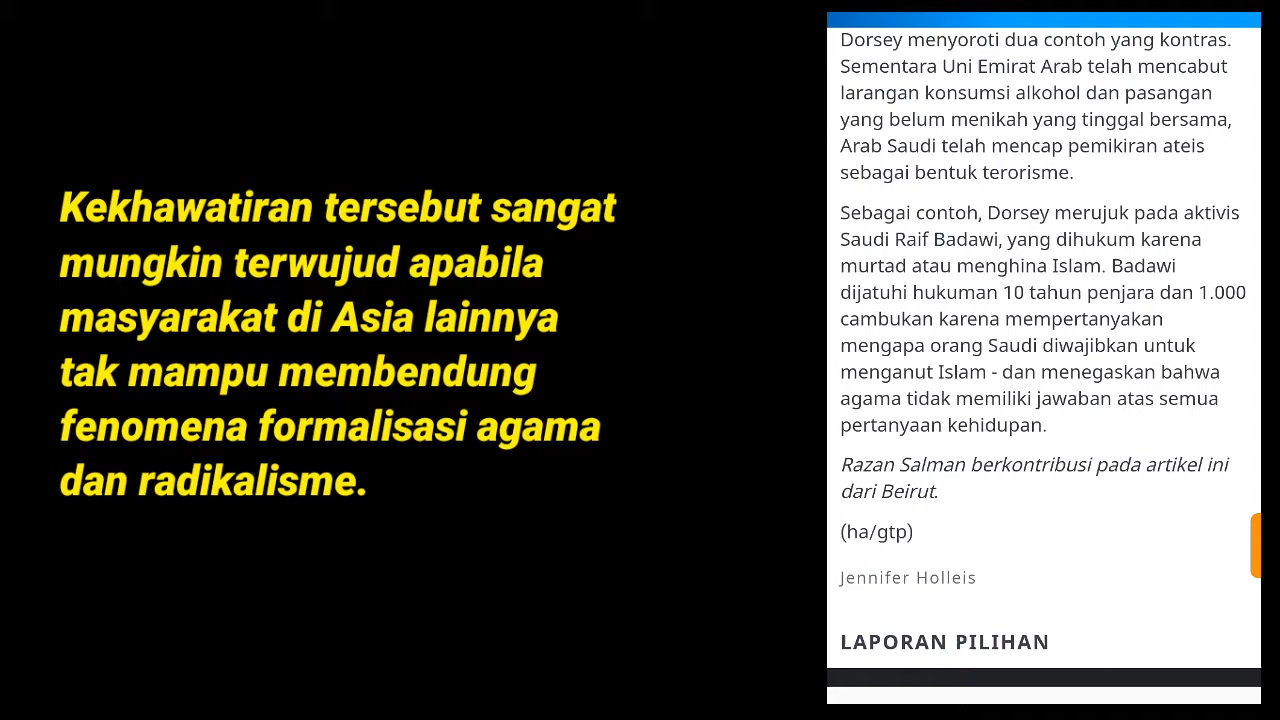 Kekhawatiran tersebut sangat
mungkin terwujud apabila
masyarakat di Asia lainnya
tak mampu membendung
fenomena formalisasi agama
dan radikalisme.
Dorsey menyoroti dua contoh yang kontras.
Sementara Uni Emirat Arab telah mencabut
larangan konsumsi alkohol dan pasangan
yang belum menikah yang tinggal bersama,
Arab Saudi telah mencap pemikiran ateis
sebagai bentuk terorisme.
Sebagai contoh, Dorsey merujuk pada aktivis
Saudi Raif Badawi, yang dihukum karena
murtad atau menghina Islam. Badawi
dijatuhi hukuman 10 tahun penjara dan 1.000
cambukan karena mempertanyakan
mengapa orang Saudi diwajibkan untuk
menganut Islam - dan menegaskan bahwa
agama tidak memiliki jawaban atas semua
pertanyaan kehidupan.
Razan Salman berkontribusi pada artikel ini
dari Beirut.
(ha/gtp)
Jennifer Holleis
LAPORAN PILIHAN